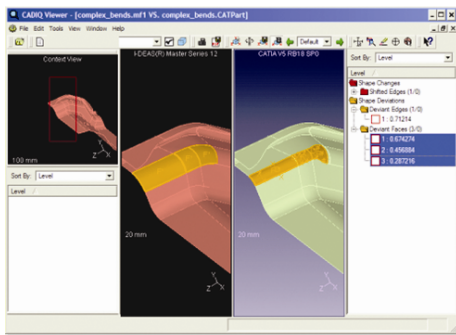 CADIQ Viewer - [complex_bends.mf1 VS. complex_bends.CATPart]
File Edit Tools View Window Help
Default
Context View
100 mm
Z X
Sort By: Level
Level
I-DEAS(R) Master Series 12
20 mm
Y
Z X
CATIA V5 R18 SP0
20 mm
Y
Z X
Sort By: Level
Level
Shape Changes
Shifted Edges (1/0)
Shape Deviations
Deviant Edges (1/0)
1 : 0.71214
Deviant Faces (3/0)
1 : 0.674274
2 : 0.456884
3 : 0.287216